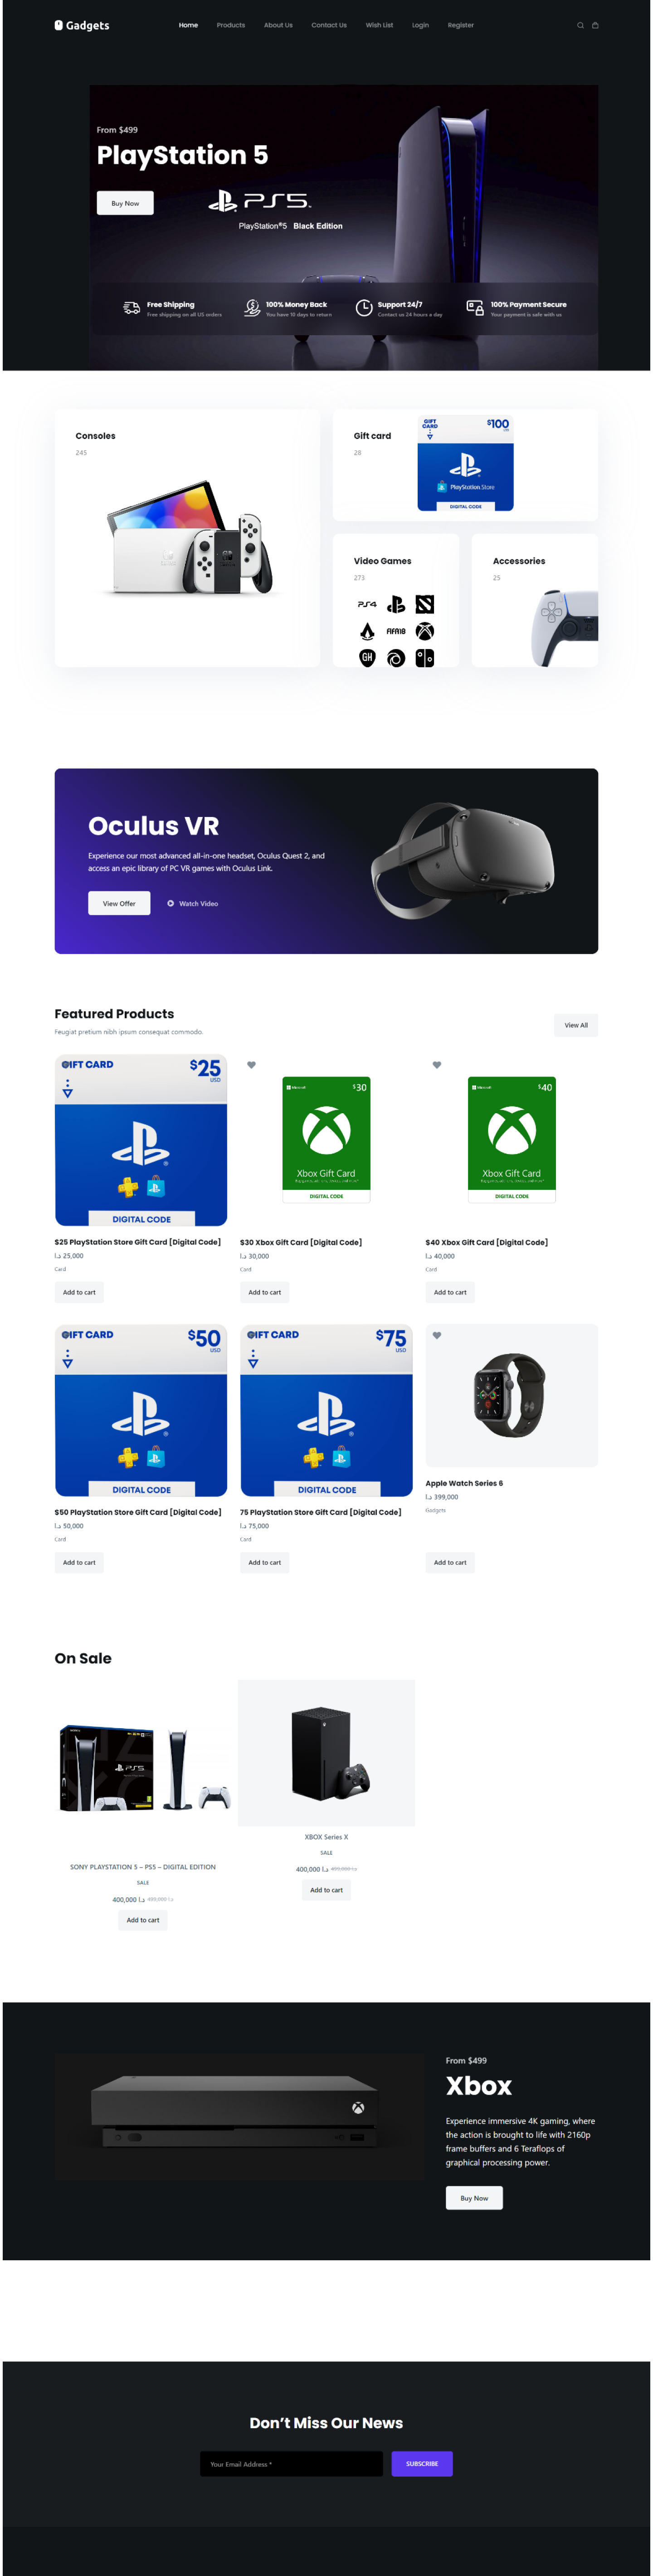 Gadgets
Home Products About Us Contact Us Wish List Login Register
From $499
PlayStation 5
Buy Now
PS5
PlayStation®5 Black Edition
Free Shipping
Free shipping on all US orders
100% Money Back
You have 10 days to return
Support 24/7
Contact us 24 hours a day
100% Payment Secure
Your payment is safe with us
Consoles
245
Gift card
28
GIFT CARD
$100
PlayStation Store
DIGITAL CODE
Video Games
273
PS4
FIFA18
GH
Accessories
25
Oculus VR
Experience our most advanced all-in-one headset, Oculus Quest 2, and
access an epic library of PC VR games with Oculus Link.
View Offer
Watch Video
Featured Products
Feugiat pretium nibh ipsum consequat commodo.
View All
GIFT CARD
$25
USD
DIGITAL CODE
Microsoft
$30
Xbox Gift Card
DIGITAL CODE
Microsoft
$40
Xbox Gift Card
DIGITAL CODE
$25 PlayStation Store Gift Card [Digital Code]
د.ا 25,000
Card
Add to cart
$30 Xbox Gift Card [Digital Code]
د.ا 30,000
Card
Add to cart
$40 Xbox Gift Card [Digital Code]
د.ا 40,000
Card
Add to cart
GIFT CARD
$50
USD
DIGITAL CODE
GIFT CARD
$75
USD
DIGITAL CODE
$50 PlayStation Store Gift Card [Digital Code]
د.ا 50,000
Card
Add to cart
75 PlayStation Store Gift Card [Digital Code]
د.ا 75,000
Card
Add to cart
Apple Watch Series 6
د.ا 399,000
Gadgets
Add to cart
On Sale
PS5
SONY PLAYSTATION 5 – PS5 – DIGITAL EDITION
SALE
400,000 د.ا 499,000 د.ا
Add to cart
XBOX Series X
SALE
400,000 د.ا 499,000 د.ا
Add to cart
From $499
Xbox
Experience immersive 4K gaming, where
the action is brought to life with 2160p
frame buffers and 6 Teraflops of
graphical processing power.
Buy Now
Don't Miss Our News
Your Email Address *
SUBSCRIBE